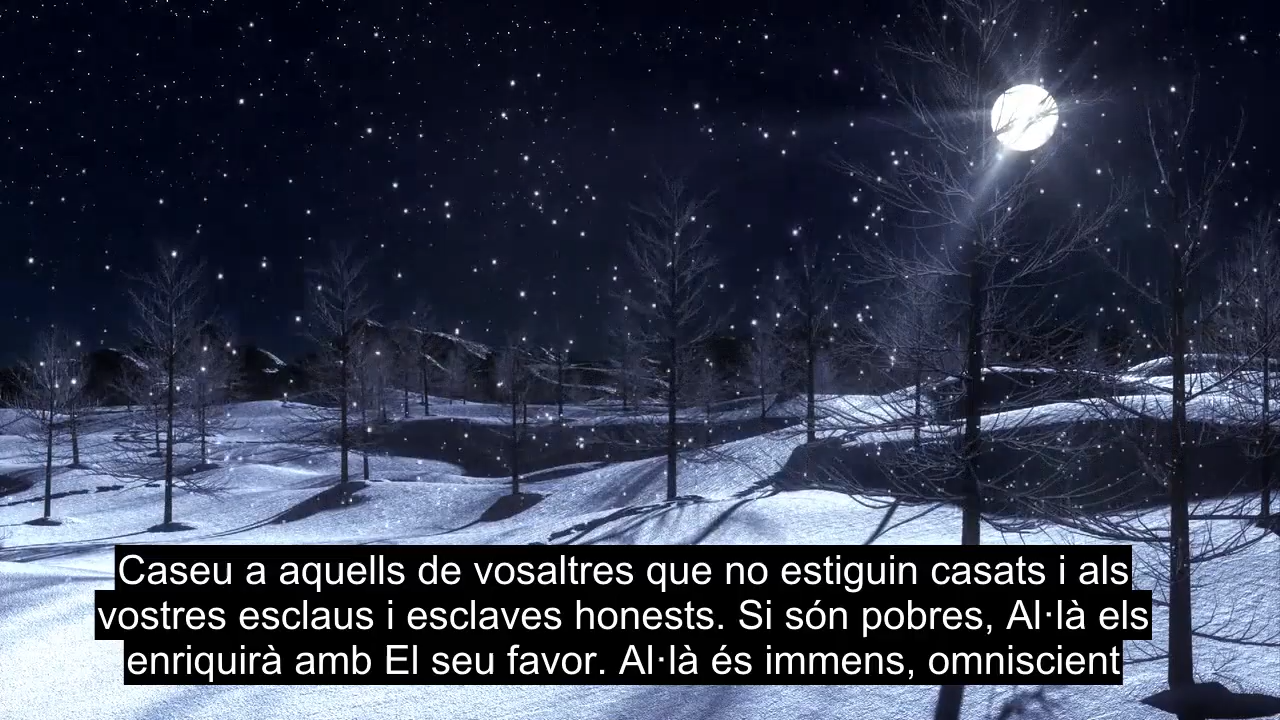 Caseu a aquells de vosaltres que no estiguin casats i als
vostres esclaus i esclaves honests. Si són pobres, Al·là els
enriquirà amb El seu favor. Al·là és immens, omniscient